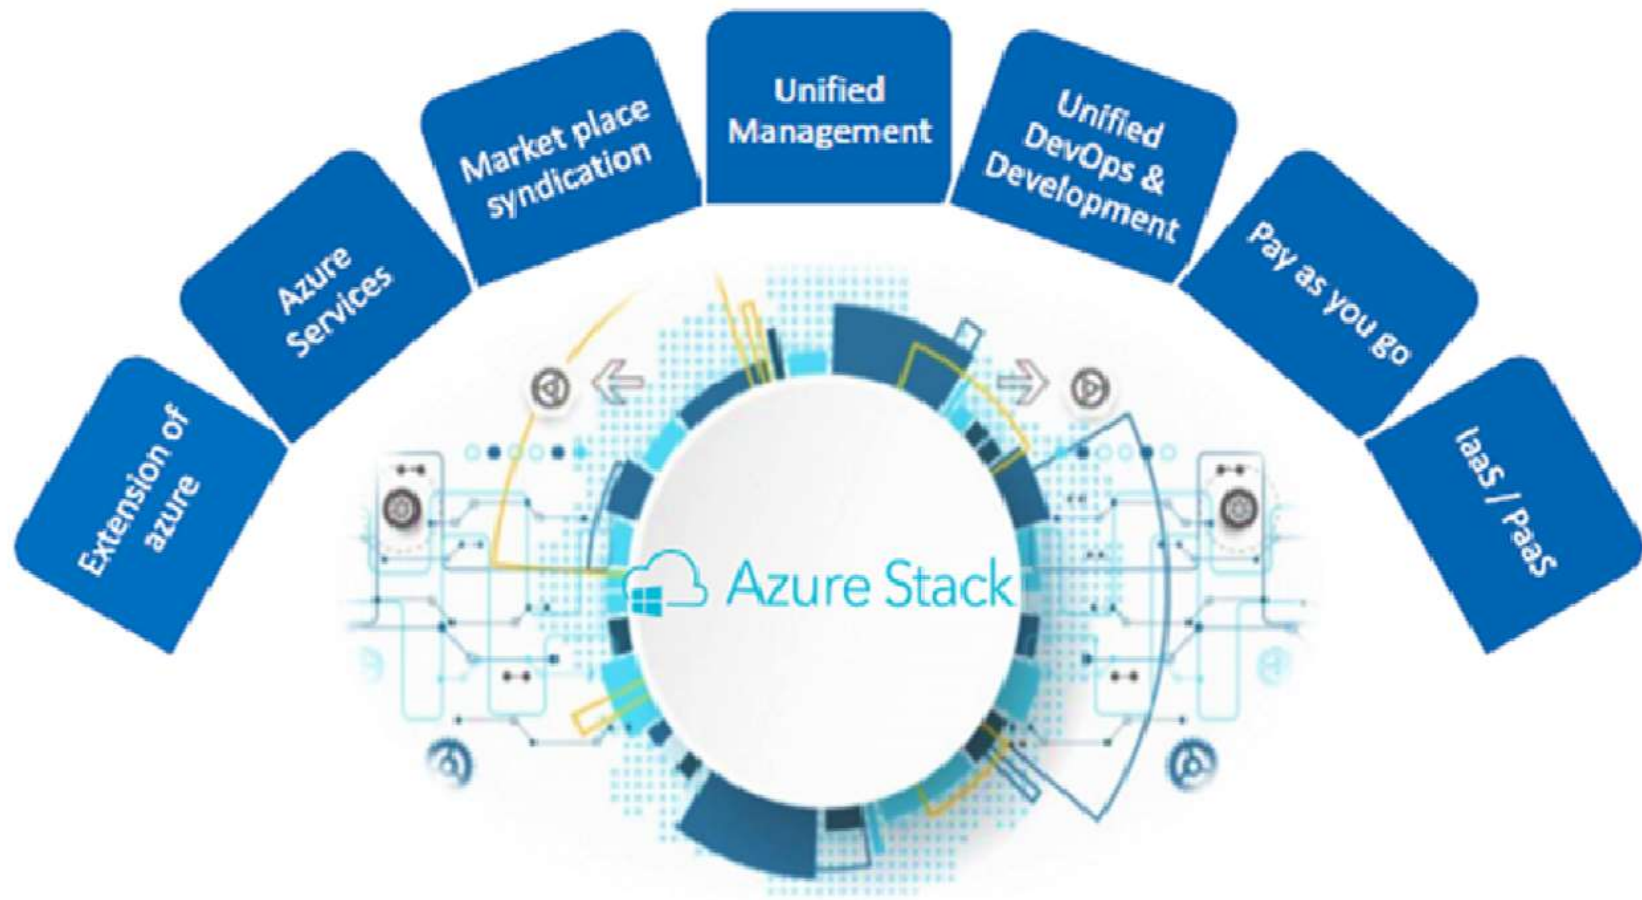 Extension of
azure
Azure
Services
Market place
syndication
Unified
Management
Unified
DevOps &
Development
Pay as you go
IaaS / PaaS
Azure Stack